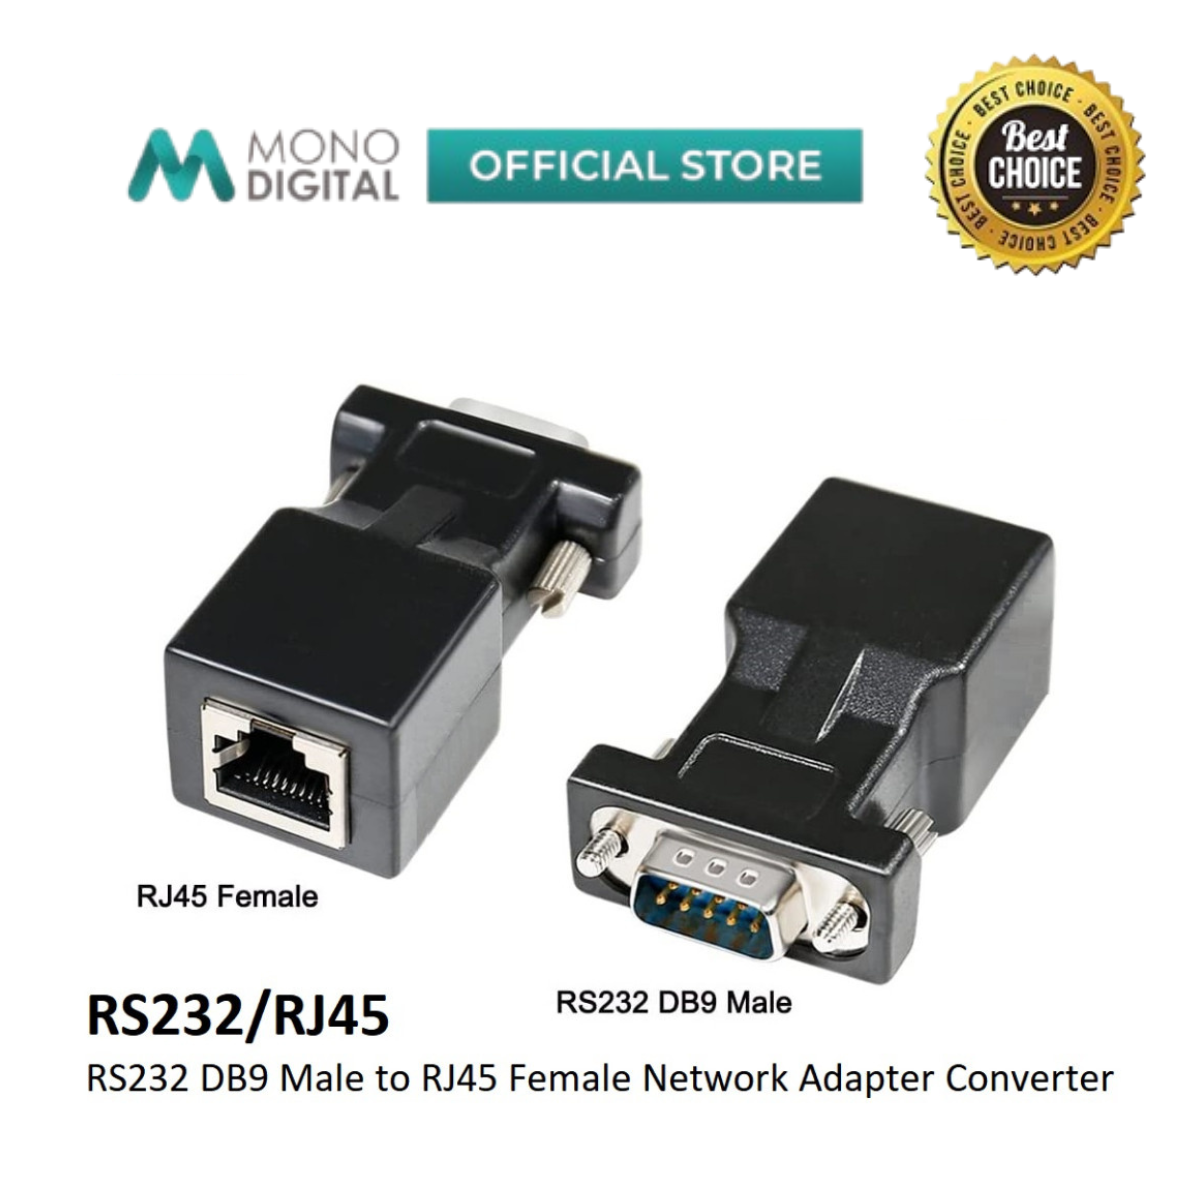 MONO
DIGITAL
OFFICIAL STORE
BEST CHOICE · BEST CHOICE · BEST CHOICE · BEST CHOICE ·
Best
CHOICE
RJ45 Female
RS232 DB9 Male
RS232/RJ45
RS232 DB9 Male to RJ45 Female Network Adapter Converter